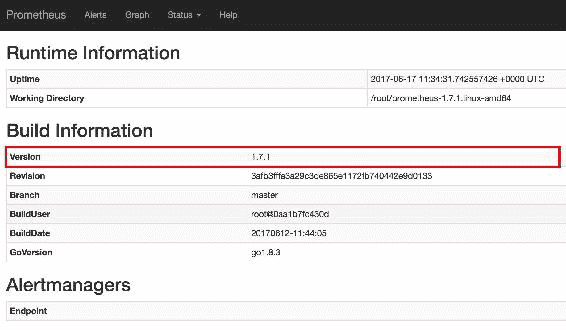 Prometheus Alerts Graph Status Help
Runtime Information
Uptime 2017-06-17 11:34:31.742557426 +0000 UTC
Working Directory /root/prometheus-1.7.1.linux-amd64
Build Information
Version 1.7.1
Revision 3afb3fffa3a29c3de865e1172fb740442e9d0133
Branch master
BuildUser root@0aa1b7fc430d
BuildDate 20170612-11:44:05
GoVersion go1.8.3
Alertmanagers
Endpoint